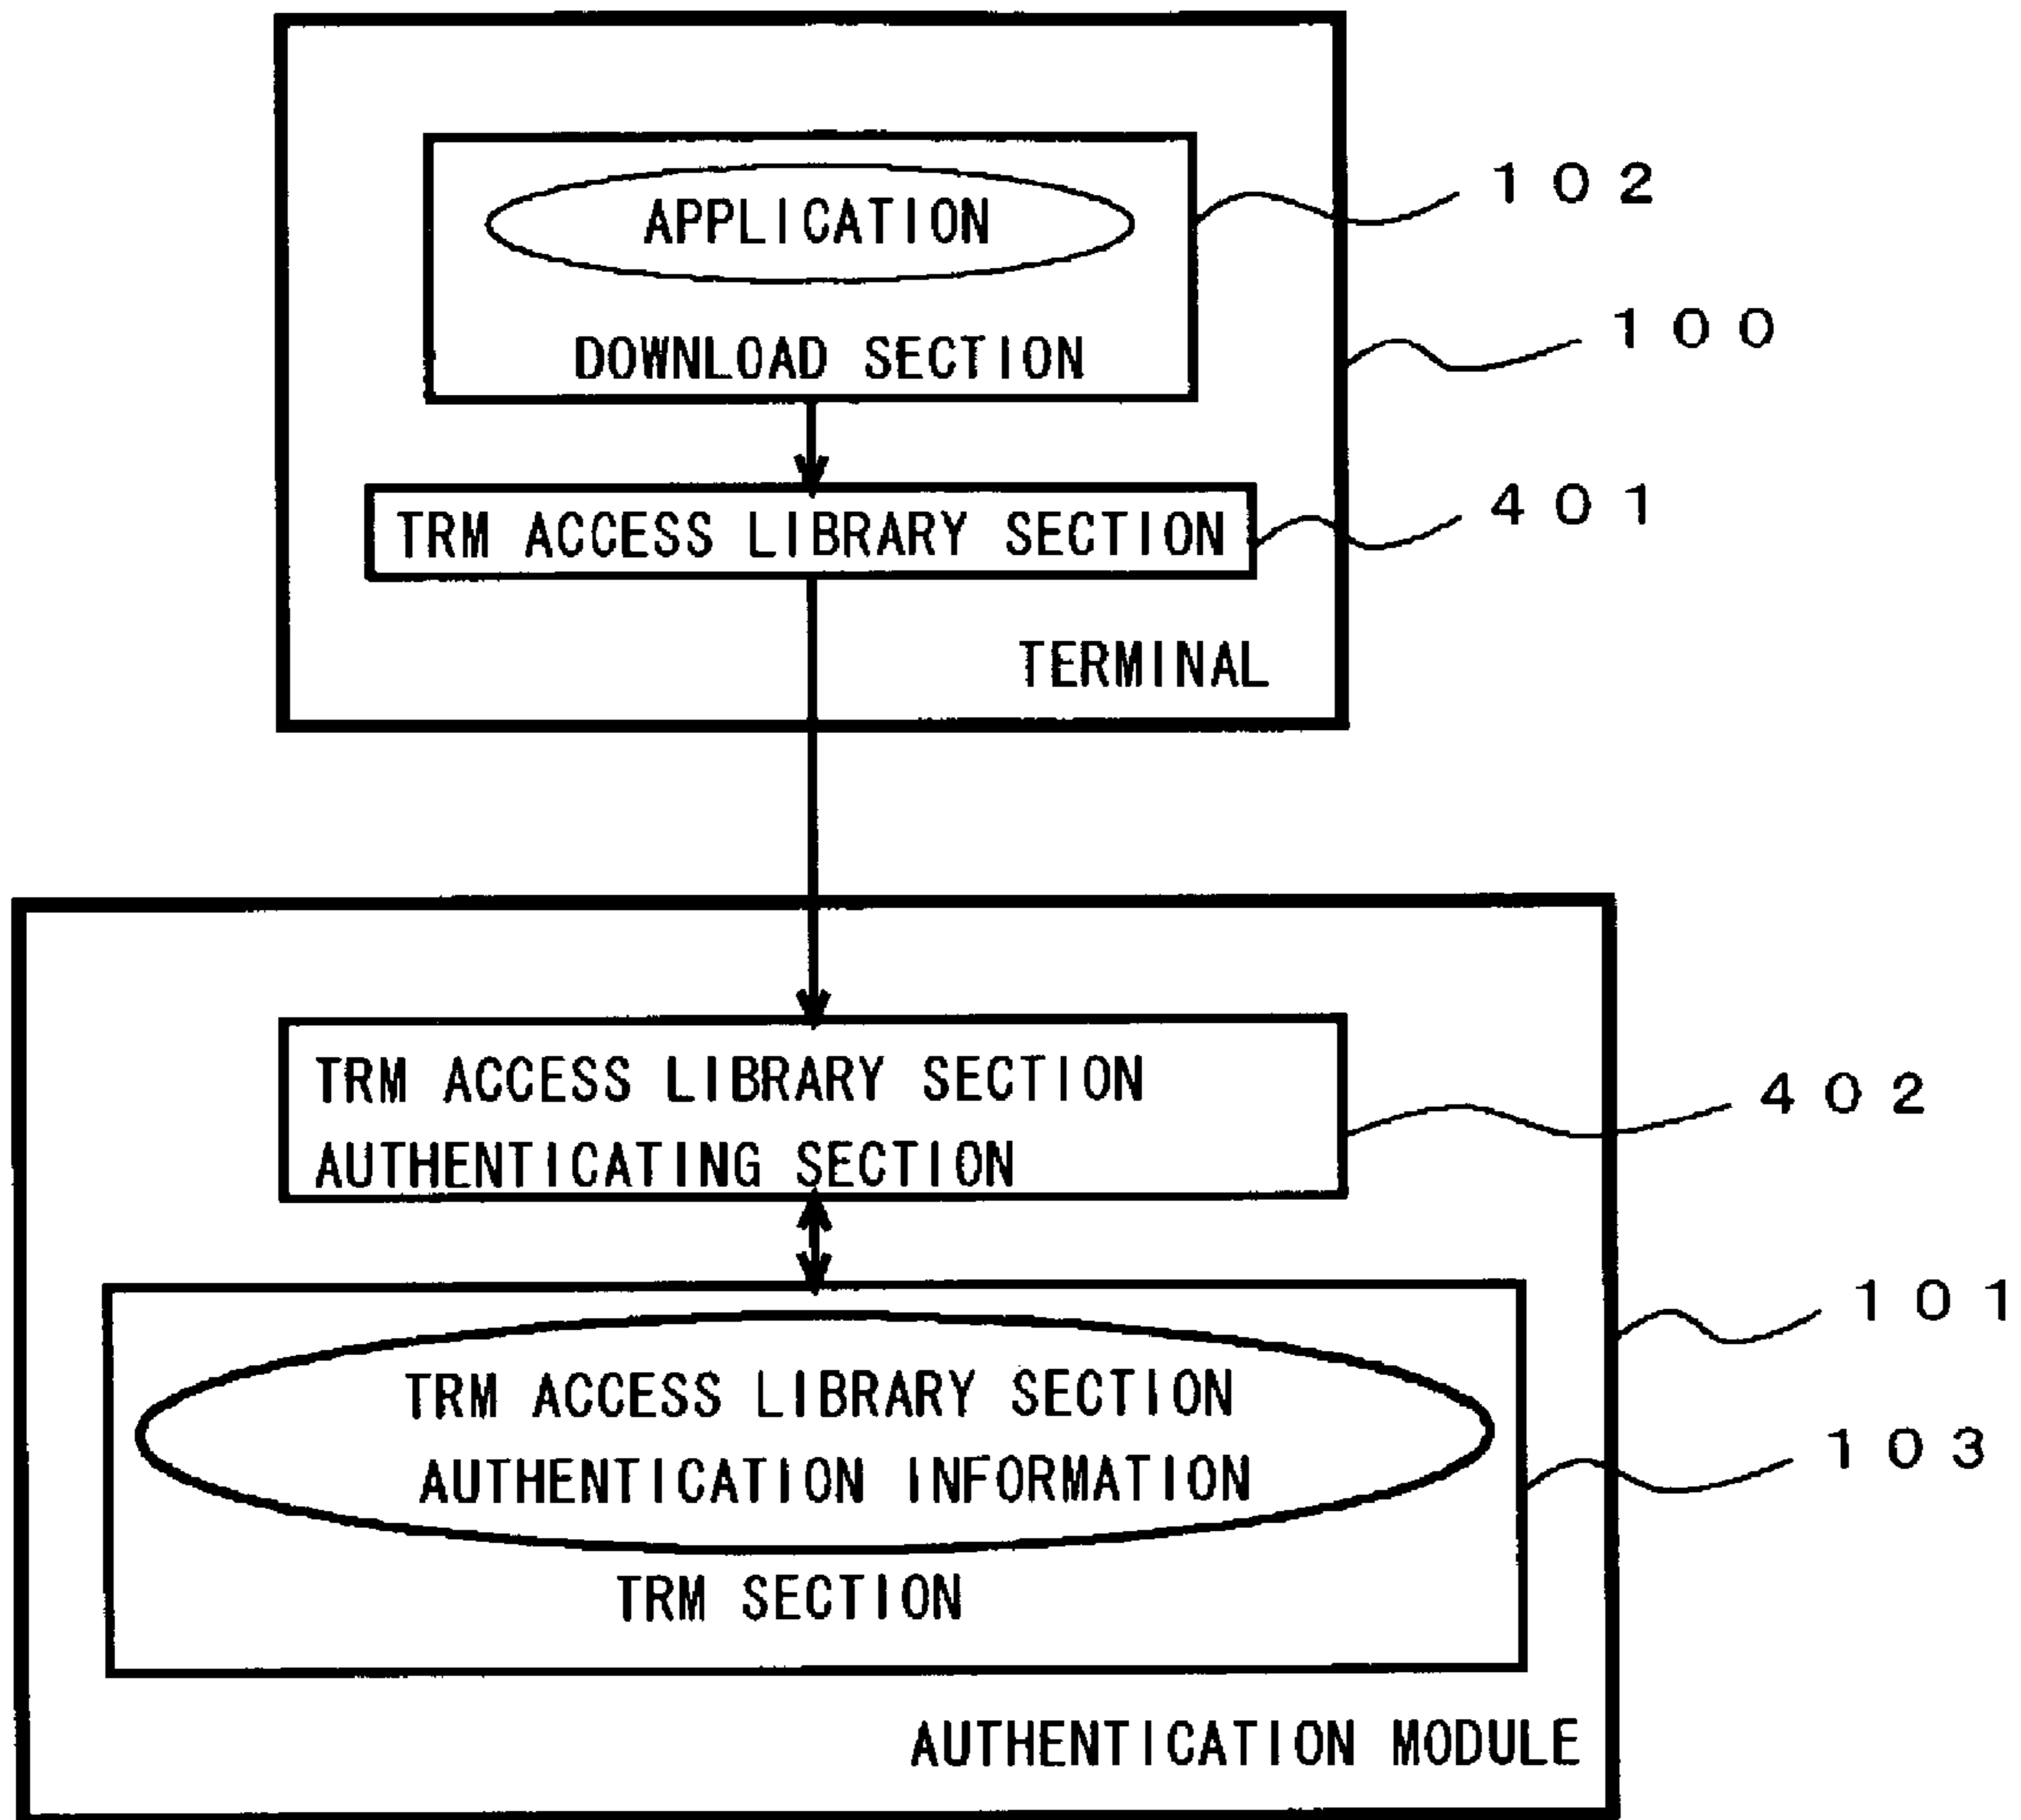 APPLICATION
102
DOWNLOAD SECTION
100
TRM ACCESS LIBRARY SECTION
401
TERMINAL
TRM ACCESS LIBRARY SECTION
AUTHENTICATING SECTION
402
101
TRM ACCESS LIBRARY SECTION
AUTHENTICATION INFORMATION
103
TRM SECTION
AUTHENTICATION MODULE